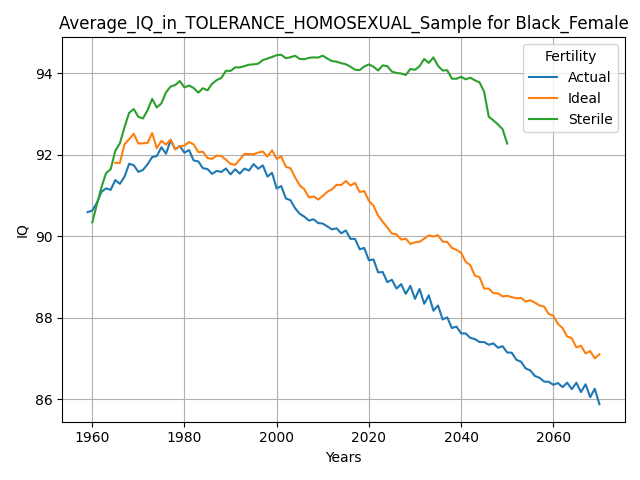 Average_IQ_in_TOLERANCE_HOMOSEXUAL_Sample for Black_Female
Fertility
Actual
Ideal
Sterile
94
92
90
88
86
IQ
1960 1980 2000 2020 2040 2060
Years